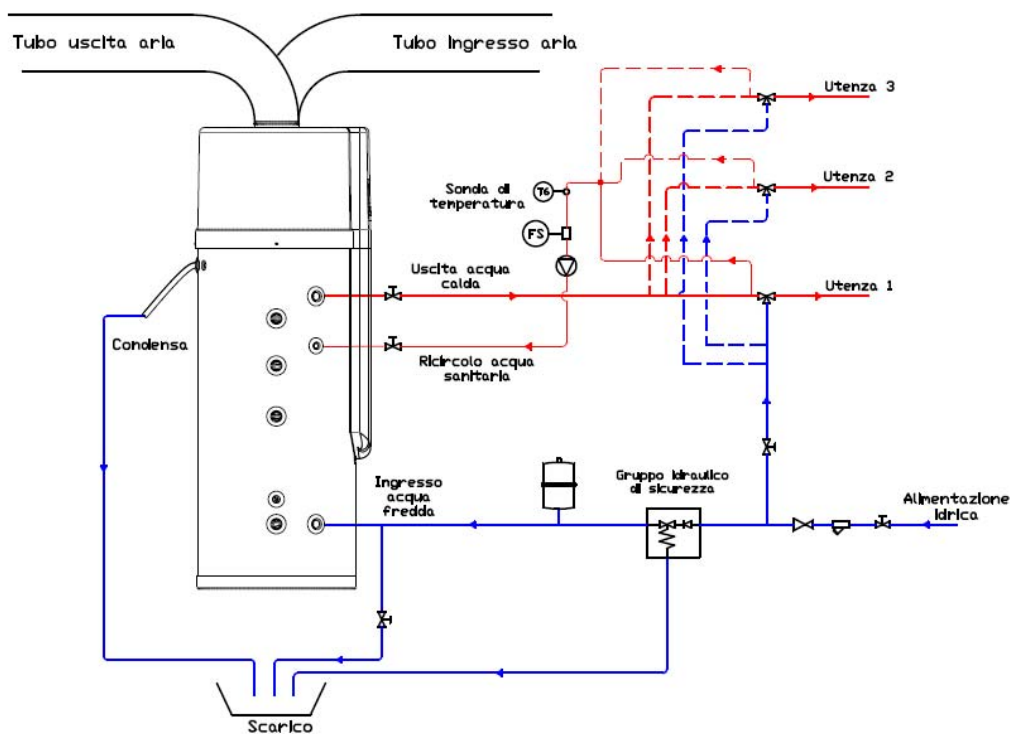 Tubo uscita aria
Tubo ingresso aria
Utenza 3
Sonda di
temperatura
T6
Utenza 2
FS
Uscita acqua
calda
Utenza 1
Condensa
Ricircolo acqua
sanitaria
Ingresso
acqua
fredda
Gruppo idraulico
di sicurezza
Alimentazione
idrica
Scarico